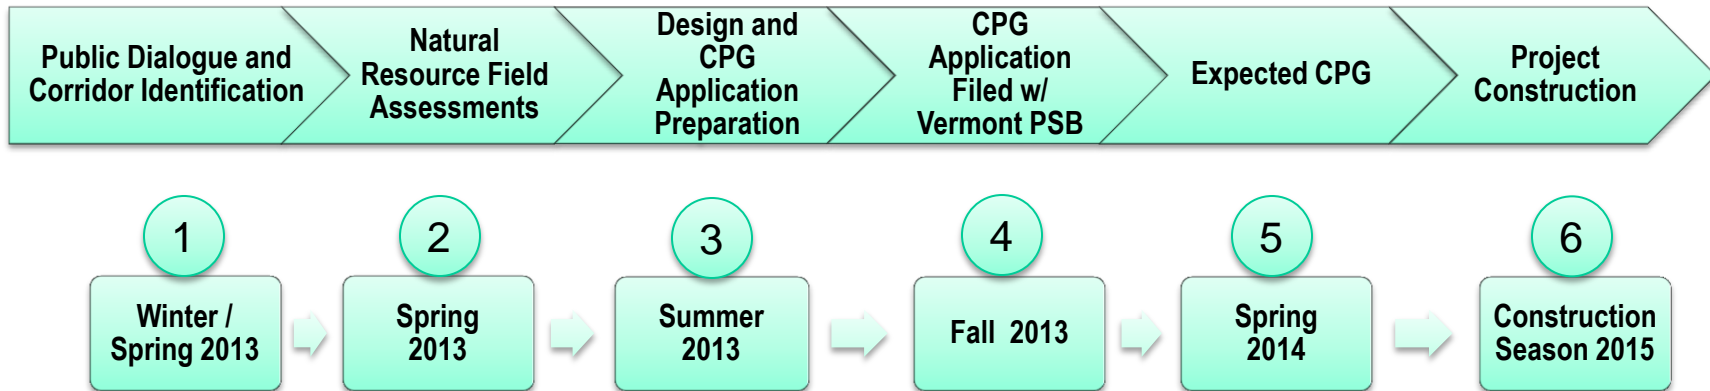 Public Dialogue and
Corridor Identification
Natural
Resource Field
Assessments
Design and
CPG
Application
Preparation
CPG
Application
Filed w/
Vermont PSB
Expected CPG
Project
Construction
1
2
3
4
5
6
Winter /
Spring 2013
Spring
2013
Summer
2013
Fall 2013
Spring
2014
Construction
Season 2015